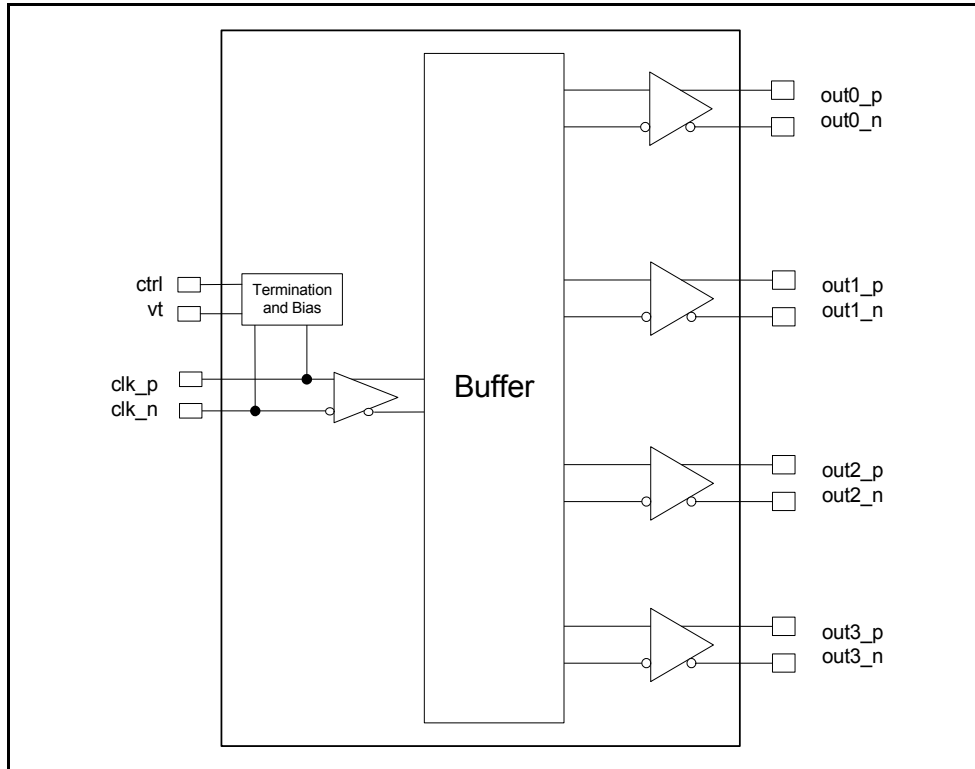 out0_p
out0_n
ctrl
vt
Termination
and Bias
out1_p
out1_n
clk_p
clk_n
Buffer
out2_p
out2_n
out3_p
out3_n